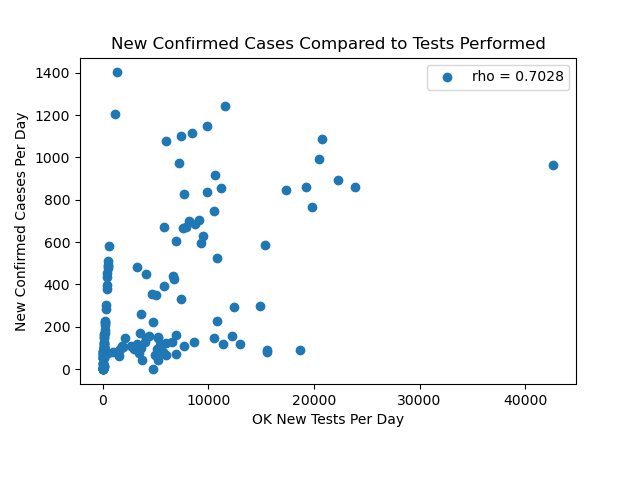 New Confirmed Cases Compared to Tests Performed
rho = 0.7028
New Confirmed Caeses Per Day
1400
1200
1000
800
600
400
200
0
0 10000 20000 30000 40000
OK New Tests Per Day